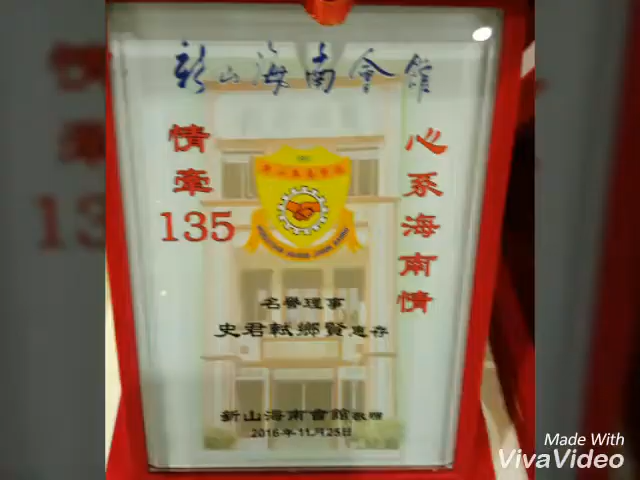 新山海南會館
心系海南情
情牽135
名譽理事
史君軾鄉賢惠存
新山海南會館敬贈
2016年11月25日
Made With
VivaVideo